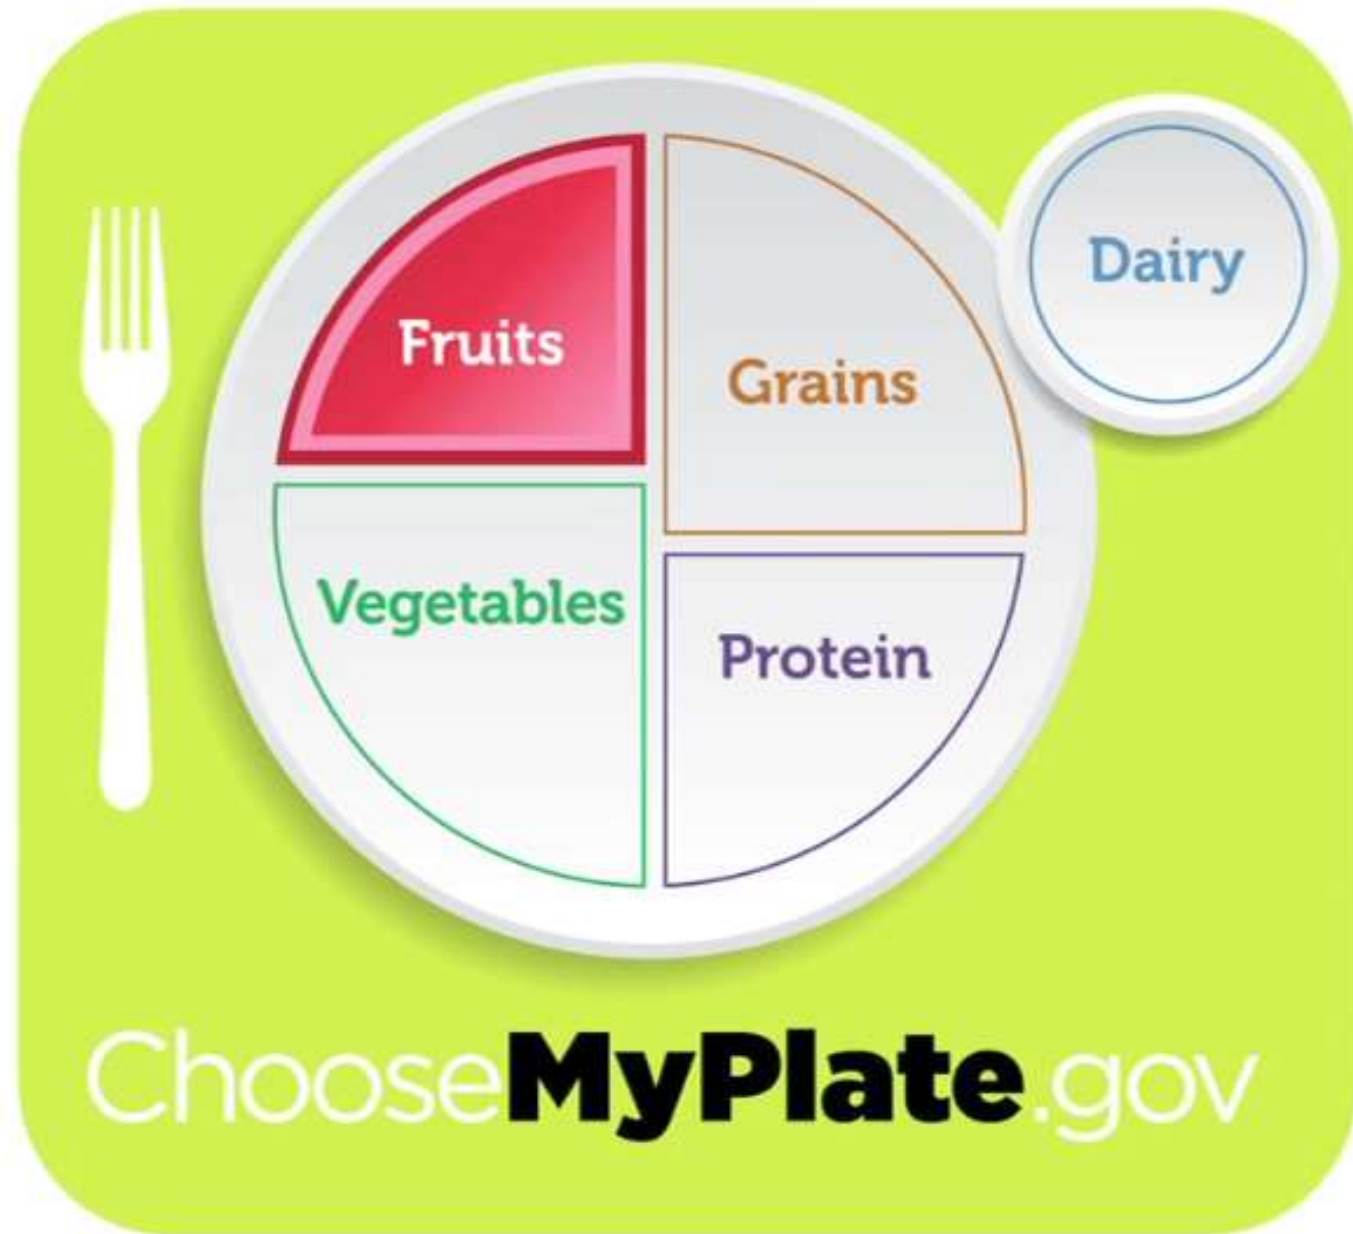 Fruits
Grains
Dairy
Vegetables
Protein
ChooseMyPlate.gov